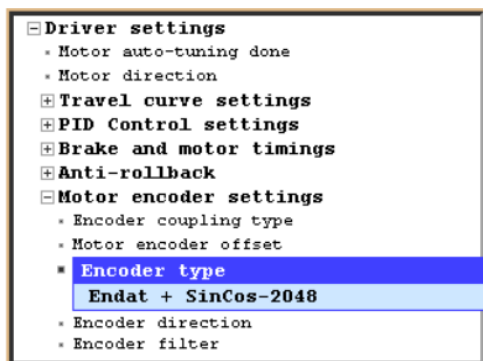 Driver settings
Motor auto-tuning done
Motor direction
Travel curve settings
PID Control settings
Brake and motor timings
Anti-rollback
Motor encoder settings
Encoder coupling type
Motor encoder offset
Encoder type
Endat + SinCos-2048
Encoder direction
Encoder filter